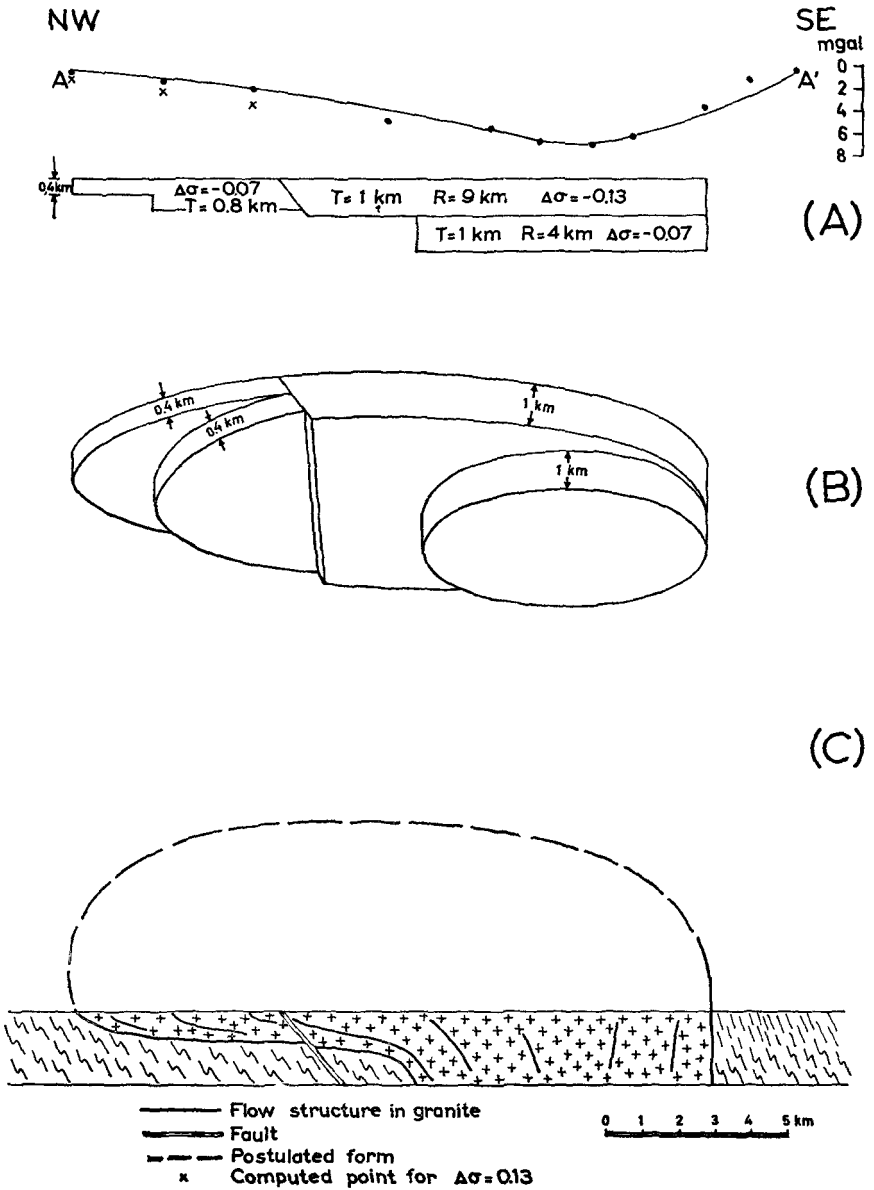 NW
SE
mgal
A
A'
0
2
4
6
8
0.4km
Δσ=-0.07
T=0.8 km
T=1 km R=9 km Δσ=-0.13
T=1 km R=4 km Δσ=-0.07
(A)
0.4 km
0.4 km
1 km
1 km
(B)
(C)
Flow structure in granite
Fault
Postulated form
x Computed point for Δσ=0.13
0 1 2 3 4 5 km